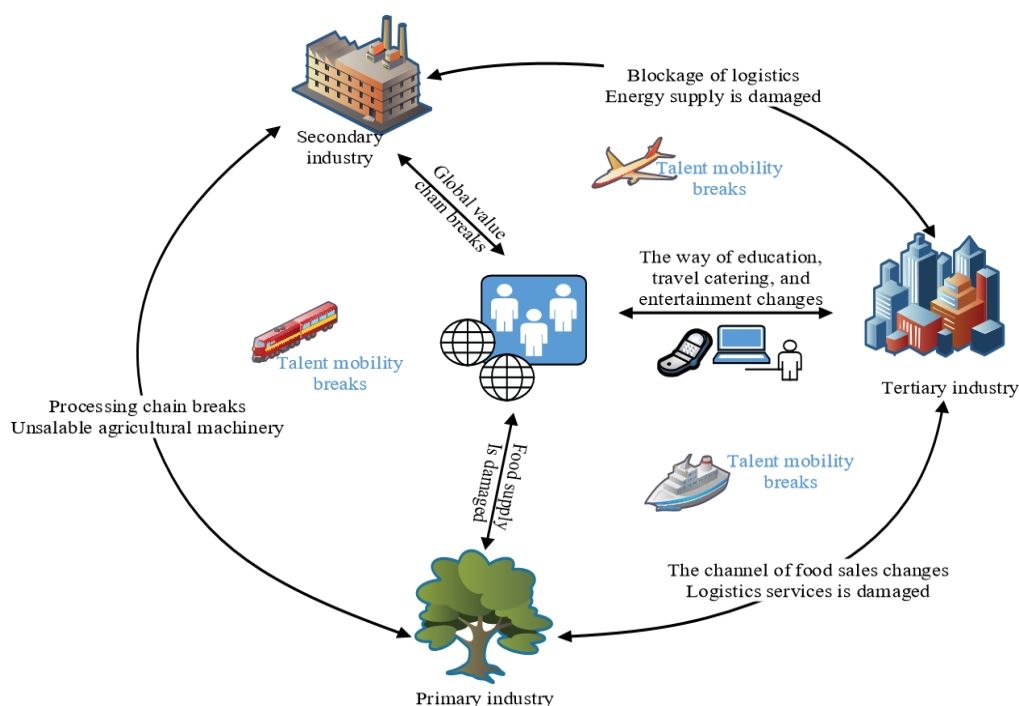 Blockage of logistics
Energy supply is damaged
Secondary
industry
Talent mobility
breaks
Global value
chain breaks
The way of education,
travel catering, and
entertainment changes
Talent mobility
breaks
Tertiary industry
Processing chain breaks
Unsalable agricultural machinery
Food supply
Is damaged
Talent mobility
breaks
The channel of food sales changes
Logistics services is damaged
Primary industry